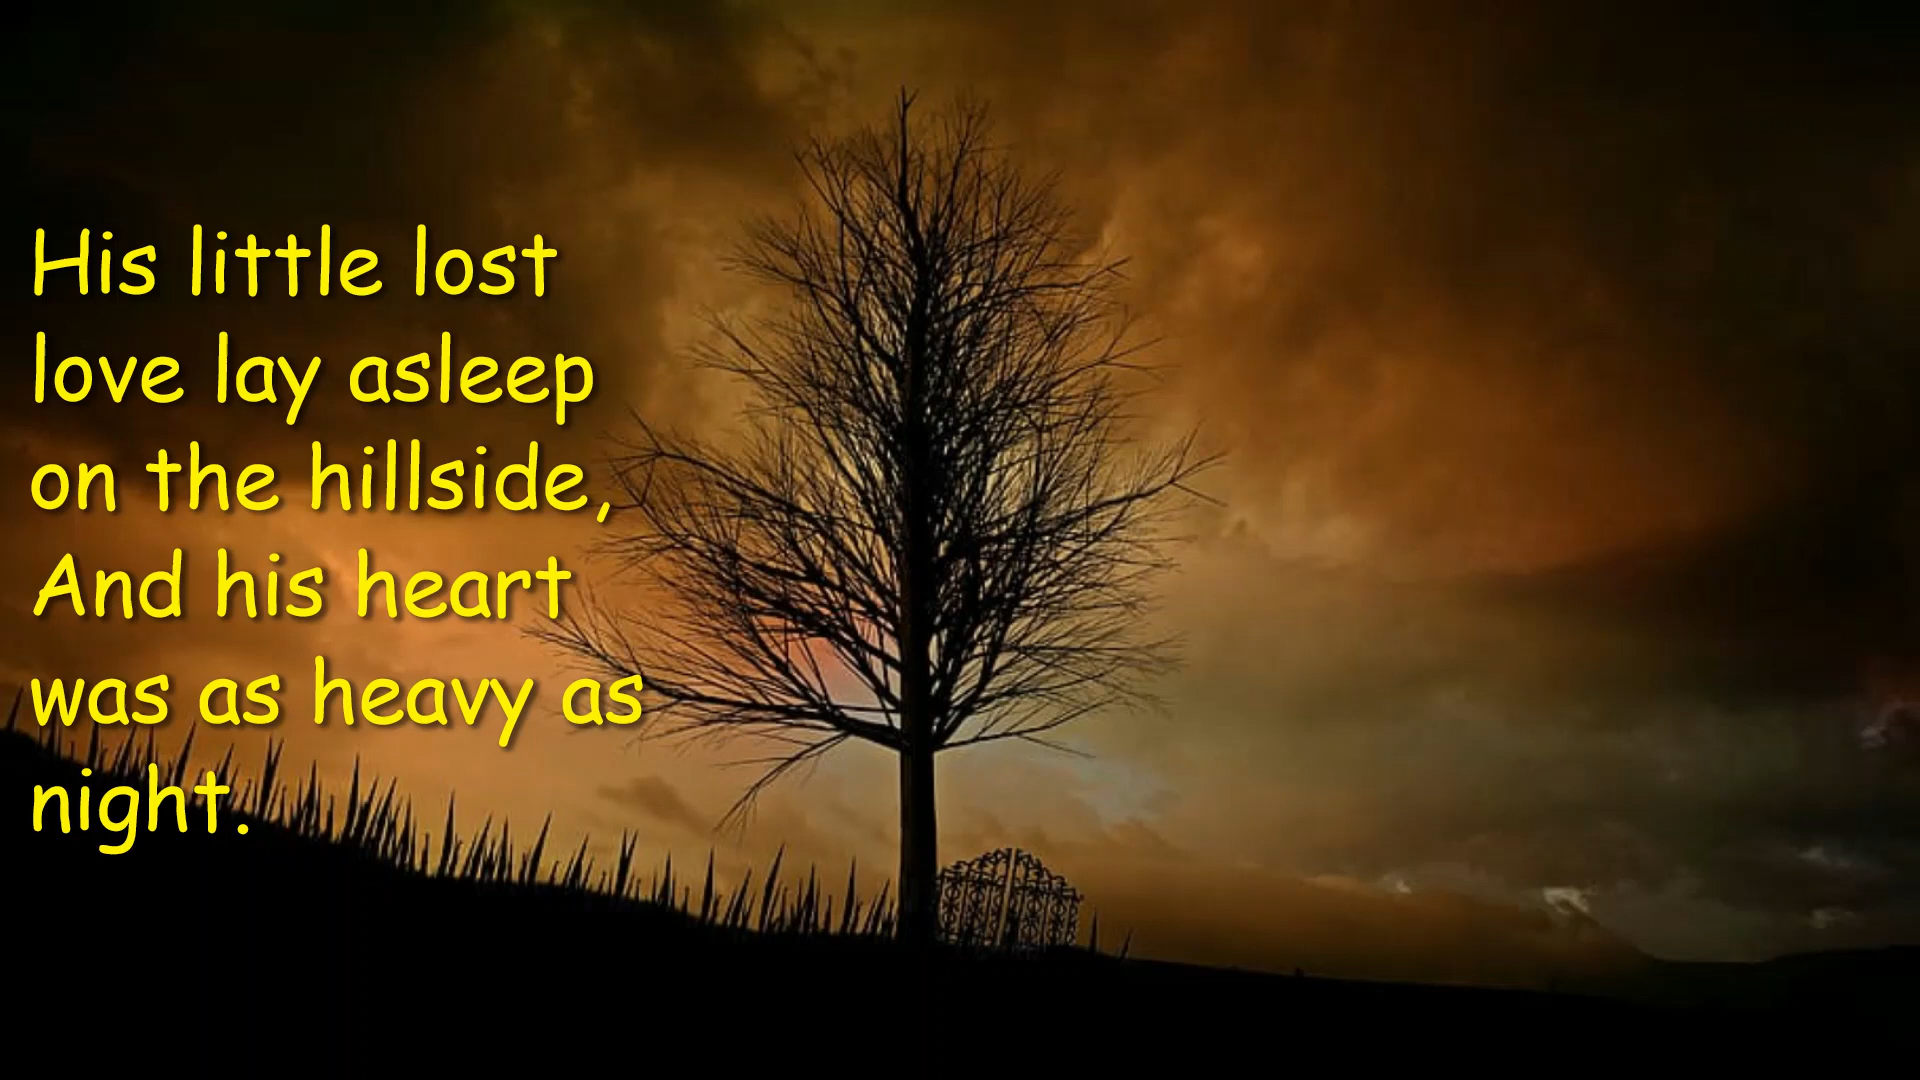 His little lost
love lay asleep
on the hillside,
And his heart
was as heavy as
night.